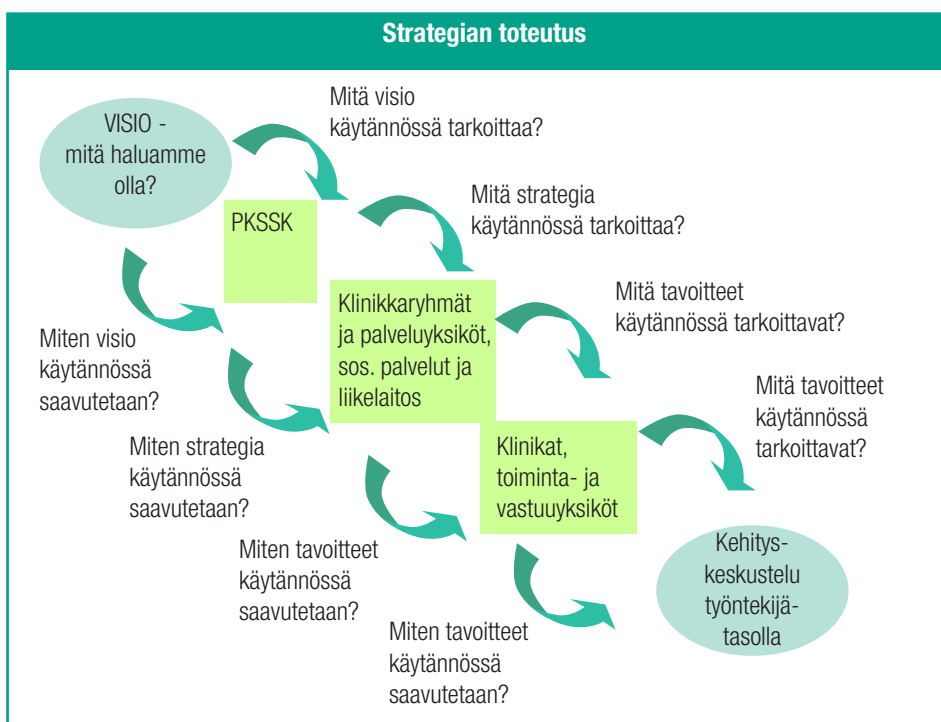 Strategian toteutus
VISIO -
mitä haluamme
olla?
Mitä visio
käytännössä tarkoittaa?
PKSSK
Mitä strategia
käytännössä tarkoittaa?
Miten visio
käytännössä
saavutetaan?
Klinikkaryhmät
ja palveluyksiköt,
sos. palvelut ja
liikelaitos
Mitä tavoitteet
käytännössä tarkoittavat?
Miten strategia
käytännössä
saavutetaan?
Klinikat,
toiminta- ja
vastuuyksiköt
Mitä tavoitteet
käytännössä
tarkoittavat?
Miten tavoitteet
käytännössä
saavutetaan?
Kehitys-
keskustelu
työntekijä-
tasolla
Miten tavoitteet
käytännössä
saavutetaan?